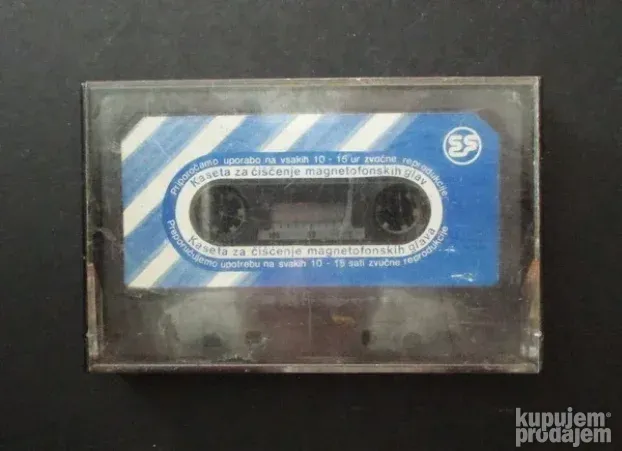 Priporočamo uporabo na vsakih 10 - 15 ur zvočne reprodukcije
Kaseta za čiščenje magnetofonskih glav
Kaseta za čišćenje magnetofonskih glava
Preporučujemo upotrebu na svakih 10 - 15 sati zvučne reprodukcije
kupujem
prodajem